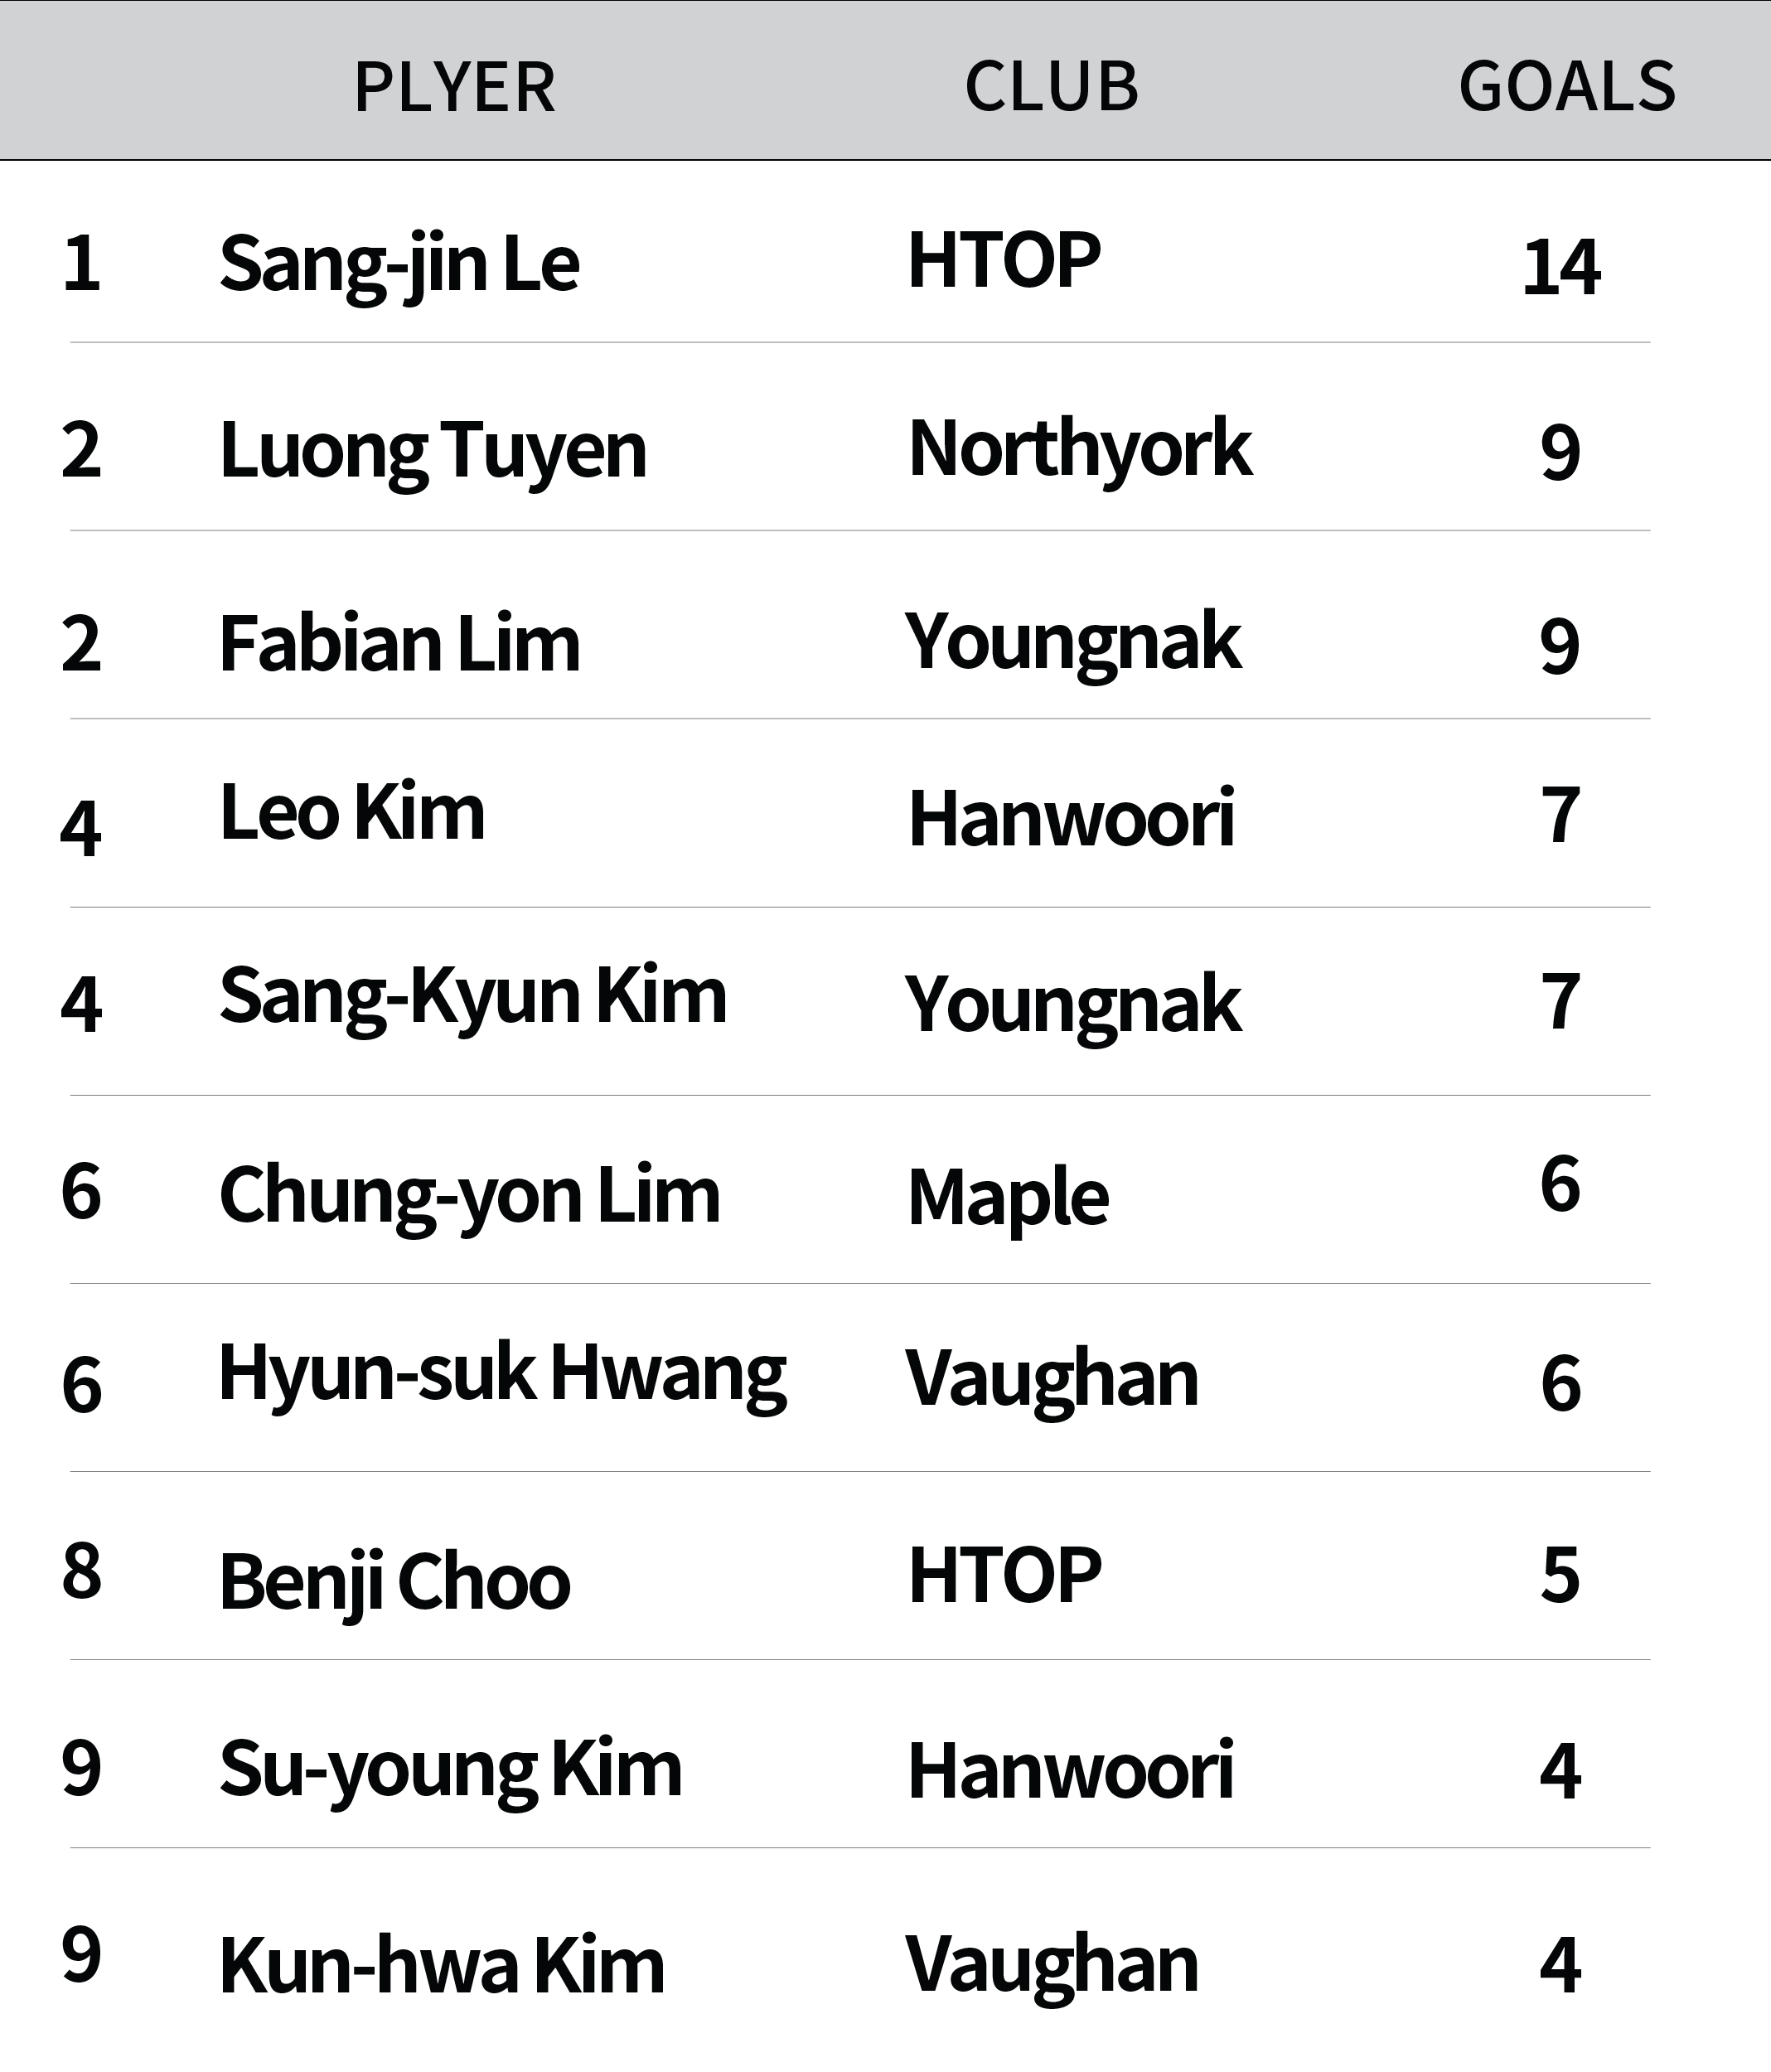 PLYER CLUB GOALS
1 Sang-jin Le HTOP 14
2 Luong Tuyen Northyork 9
2 Fabian Lim Youngnak 9
4 Leo Kim Hanwoori 7
4 Sang-Kyun Kim Youngnak 7
6 Chung-yon Lim Maple 6
6 Hyun-suk Hwang Vaughan 6
8 Benji Choo HTOP 5
9 Su-young Kim Hanwoori 4
9 Kun-hwa Kim Vaughan 4